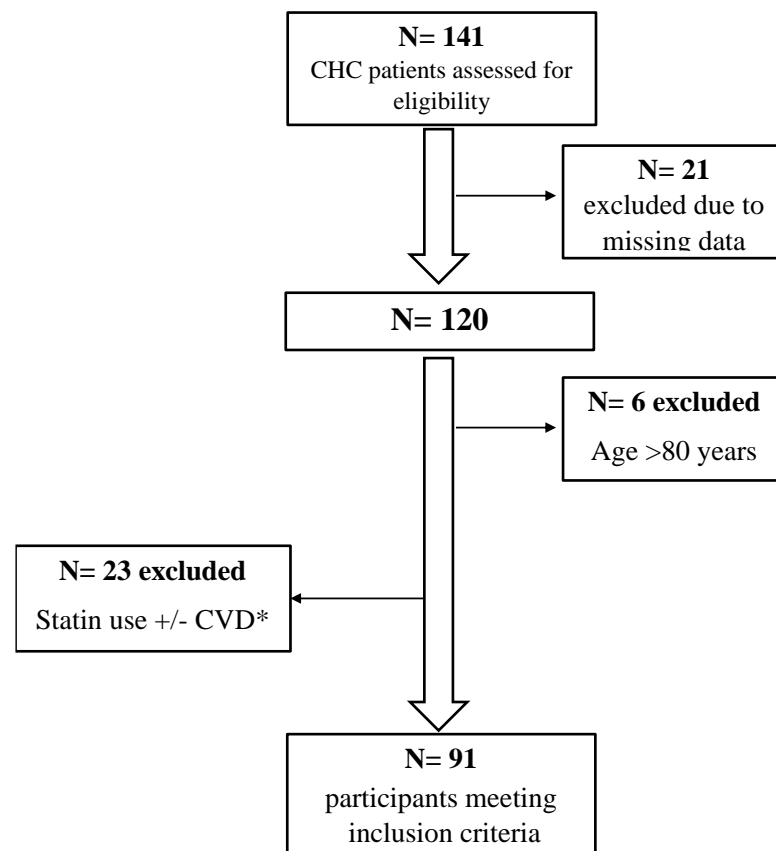 N= 141
CHC patients assessed for
eligibility
N= 21
excluded due to
missing data
N= 120
N= 6 excluded
Age >80 years
N= 23 excluded
Statin use +/- CVD*
N= 91
participants meeting
inclusion criteria